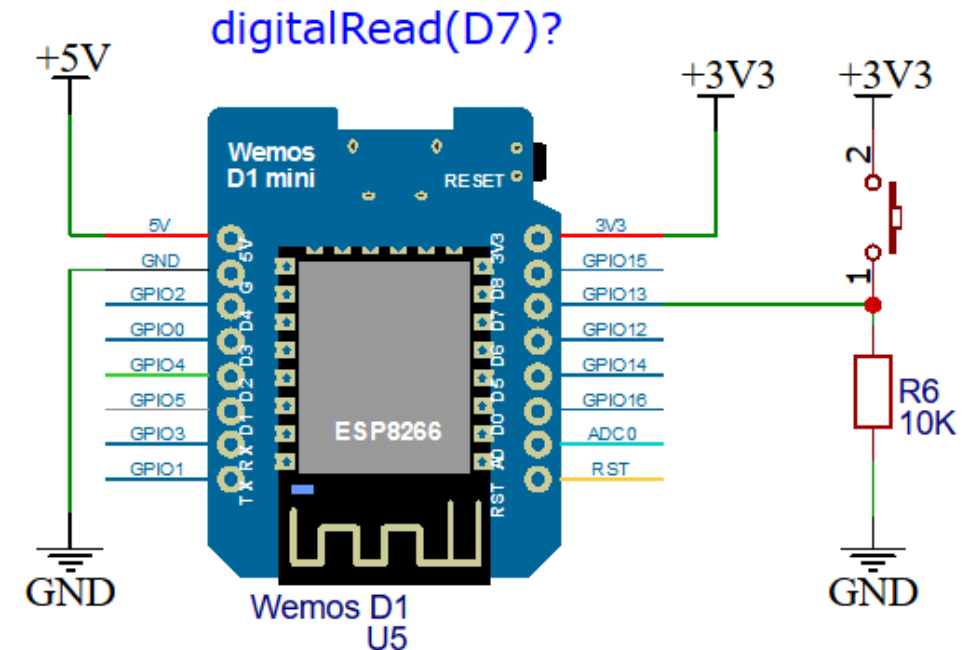 digitalRead(D7)?
+5V
+3V3
+3V3
Wemos
D1 mini
RESET
2
1
5V
GND
GPIO2
GPIO0
GPIO4
GPIO5
GPIO3
GPIO1
5V
G
D4
D3
D2
D1
RX
TX
3V3
D8
D7
D6
D5
D0
A0
RST
3V3
GPIO15
GPIO13
GPIO12
GPIO14
GPIO16
ADC0
RST
ESP8266
R6
10K
GND
GND
Wemos D1
U5